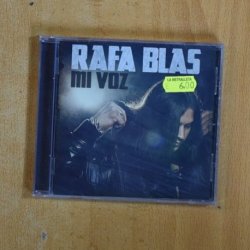 RAFA BLAS
mi voz
LA METRALLETA
6,00